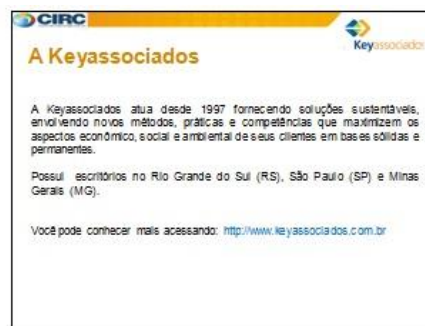 CIRC
Keyassociados
A Keyassociados
A Keyassociados atua desde 1997 fornecendo soluções sustentáveis,
envolvendo novos métodos, práticas e competências que maximizem os
aspectos econômico, social e ambiental de seus clientes em bases sólidas e
permanentes.
Possui escritórios no Rio Grande do Sul (RS), São Paulo (SP) e Minas
Gerais (MG).
Você pode conhecer mais acessando: http://www.keyassociados.com.br